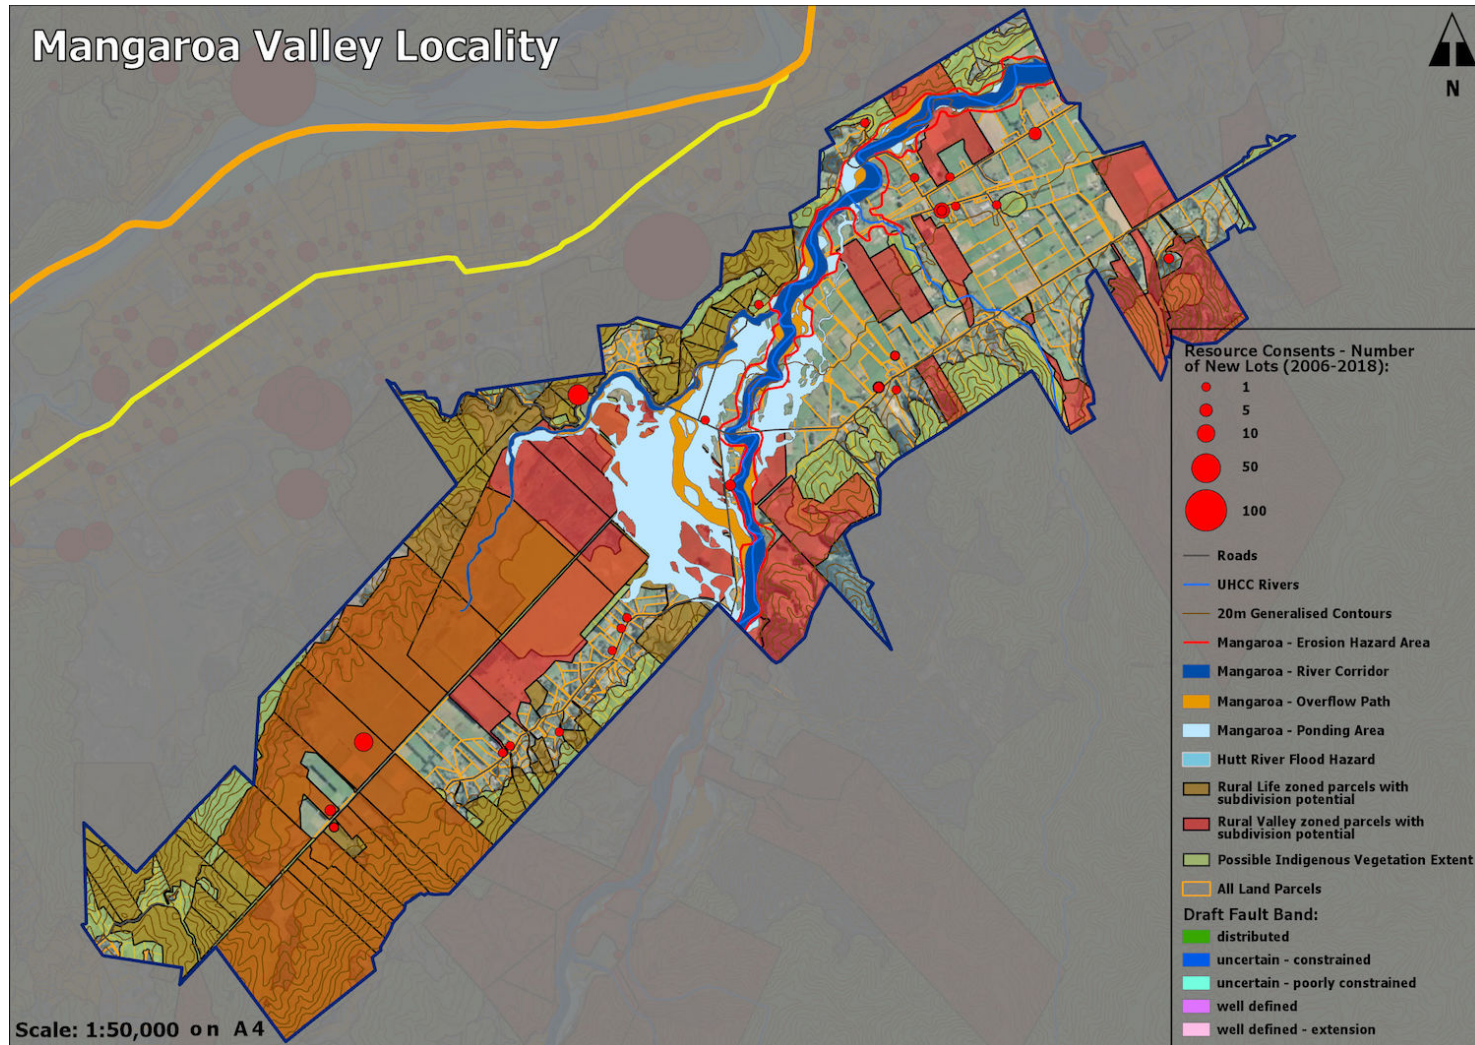 Mangaroa Valley Locality
N
Resource Consents - Number
of New Lots (2006-2018):
1
5
10
50
100
Roads
UHCC Rivers
20m Generalised Contours
Mangaroa - Erosion Hazard Area
Mangaroa - River Corridor
Mangaroa - Overflow Path
Mangaroa - Ponding Area
Hutt River Flood Hazard
Rural Life zoned parcels with
subdivision potential
Rural Valley zoned parcels with
subdivision potential
Possible Indigenous Vegetation Extent
All Land Parcels
Draft Fault Band:
distributed
uncertain - constrained
uncertain - poorly constrained
well defined
well defined - extension
Scale: 1:50,000 on A4